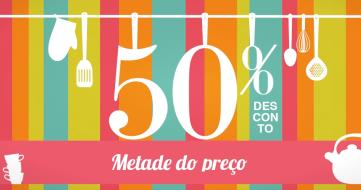 50%
DES
CON
TO
Metade do preço